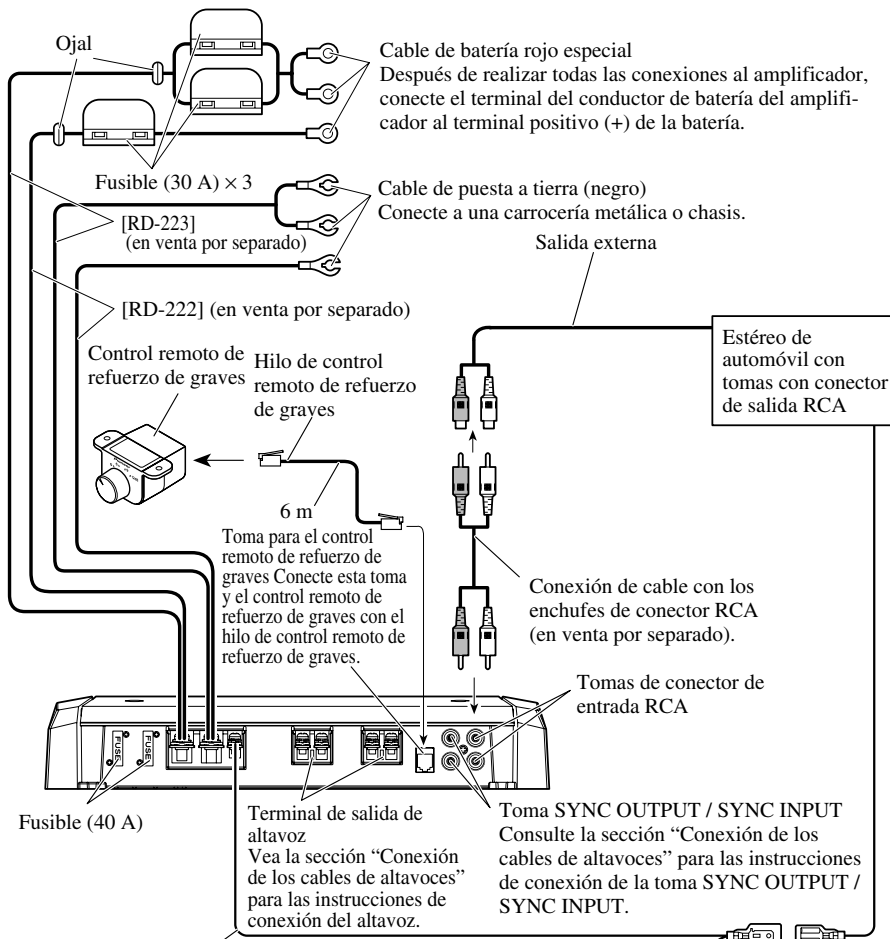 Ojal
Cable de batería rojo especial
Después de realizar todas las conexiones al amplificador,
conecte el terminal del conductor de batería del amplifi-
cador al terminal positivo (+) de la batería.
Fusible (30 A) × 3
Cable de puesta a tierra (negro)
Conecte a una carrocería metálica o chasis.
[RD-223]
(en venta por separado)
Salida externa
[RD-222] (en venta por separado)
Estéreo de
automóvil con
tomas con conector
de salida RCA
Control remoto de
refuerzo de graves
Hilo de control
remoto de refuerzo
de graves
6 m
Toma para el control
remoto de refuerzo de
graves Conecte esta toma
y el control remoto de
refuerzo de graves con el
hilo de control remoto de
refuerzo de graves.
Conexión de cable con los
enchufes de conector RCA
(en venta por separado).
Tomas de conector de
entrada RCA
FUSE
FUSE
Fusible (40 A)
Terminal de salida de
altavoz
Vea la sección “Conexión
de los cables de altavoces”
para las instrucciones de
conexión del altavoz.
Toma SYNC OUTPUT / SYNC INPUT
Consulte la sección “Conexión de los
cables de altavoces” para las instrucciones
de conexión de la toma SYNC OUTPUT /
SYNC INPUT.